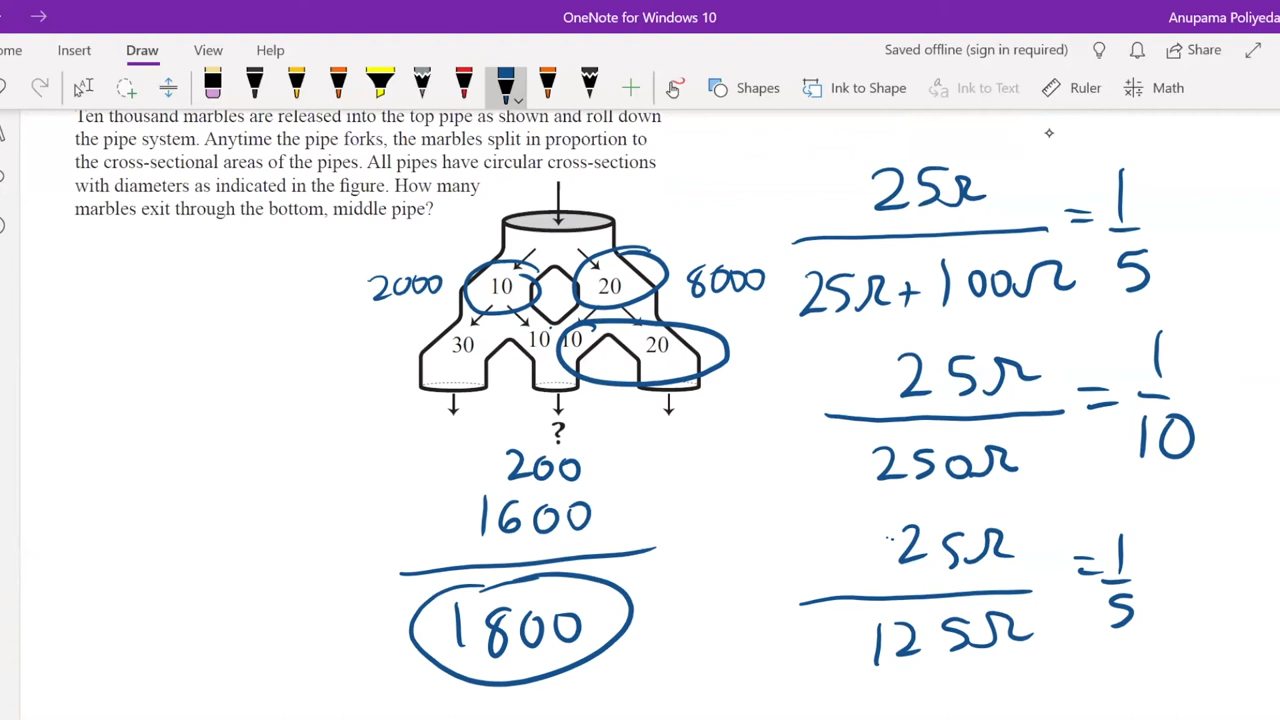 OneNote for Windows 10
Anupama Poliyeda
ome Insert Draw View Help
Saved offline (sign in required) Share
Shapes Ink to Shape Ink to Text Ruler Math
Ten thousand marbles are released into the top pipe as shown and roll down
the pipe system. Anytime the pipe forks, the marbles split in proportion to
the cross-sectional areas of the pipes. All pipes have circular cross-sections
with diameters as indicated in the figure. How many
marbles exit through the bottom, middle pipe?
2000 10 20 8000
30 10 10 20
?
200
1600
1800
25π
25π + 100π
= 1
5
25π
250π
= 1
10
25π
125π
= 1
5